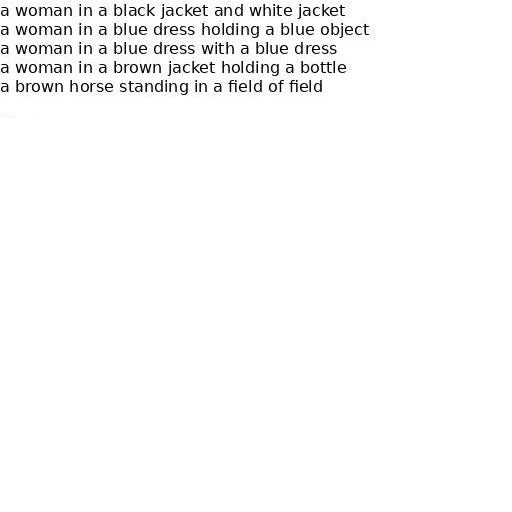 a woman in a black jacket and white jacket
a woman in a blue dress holding a blue object
a woman in a blue dress with a blue dress
a woman in a brown jacket holding a bottle
a brown horse standing in a field of field